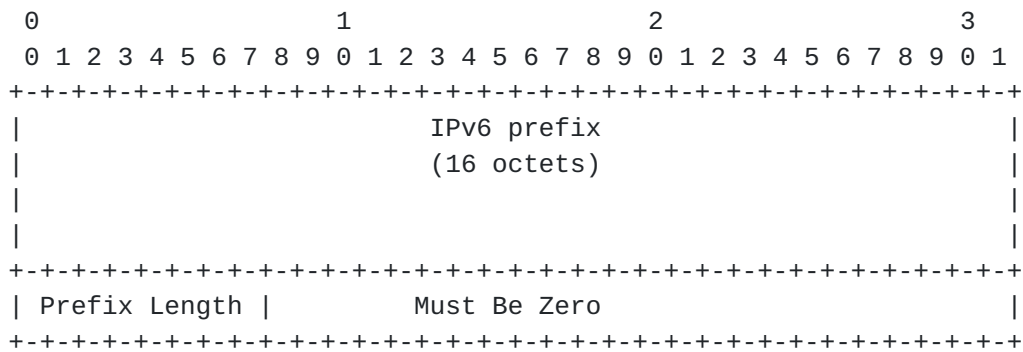 0                   1                   2                   3
 0 1 2 3 4 5 6 7 8 9 0 1 2 3 4 5 6 7 8 9 0 1 2 3 4 5 6 7 8 9 0 1
+-+-+-+-+-+-+-+-+-+-+-+-+-+-+-+-+-+-+-+-+-+-+-+-+-+-+-+-+-+-+-+-+
|                          IPv6 prefix                          |
|                          (16 octets)                          |
|                                                               |
|                                                               |
+-+-+-+-+-+-+-+-+-+-+-+-+-+-+-+-+-+-+-+-+-+-+-+-+-+-+-+-+-+-+-+-+
| Prefix Length |         Must Be Zero                          |
+-+-+-+-+-+-+-+-+-+-+-+-+-+-+-+-+-+-+-+-+-+-+-+-+-+-+-+-+-+-+-+-+